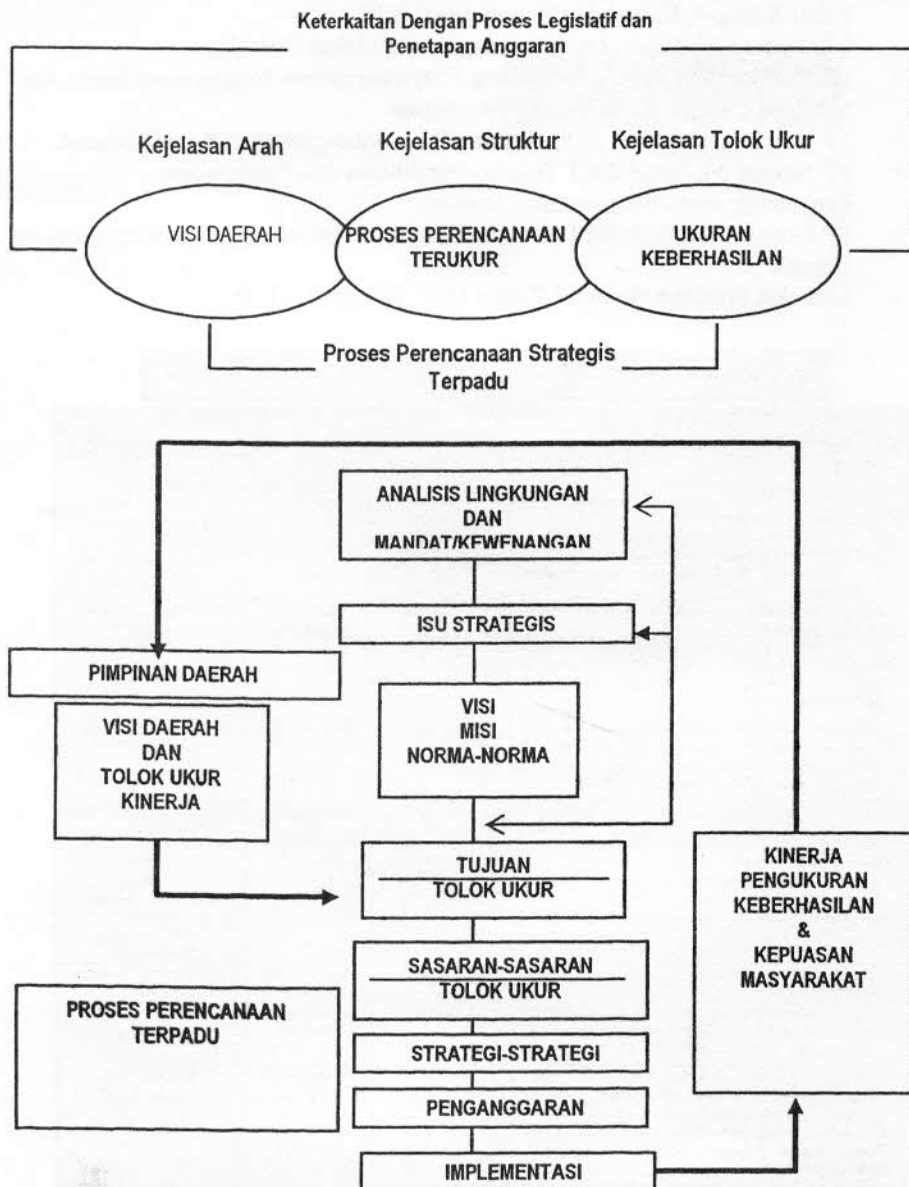 Keterkaitan Dengan Proses Legislatif dan
Penetapan Anggaran
Kejelasan Arah
Kejelasan Struktur
Kejelasan Tolok Ukur
VISI DAERAH
PROSES PERENCANAAN
TERUKUR
UKURAN
KEBERHASILAN
Proses Perencanaan Strategis
Terpadu
ANALISIS LINGKUNGAN
DAN
MANDAT/KEWENANGAN
ISU STRATEGIS
PIMPINAN DAERAH
VISI DAERAH
DAN
TOLOK UKUR
KINERJA
VISI
MISI
NORMA-NORMA
TUJUAN
TOLOK UKUR
KINERJA
PENGUKURAN
KEBERHASILAN
&
KEPUASAN
MASYARAKAT
SASARAN-SASARAN
TOLOK UKUR
PROSES PERENCANAAN
TERPADU
STRATEGI-STRATEGI
PENGANGGARAN
IMPLEMENTASI